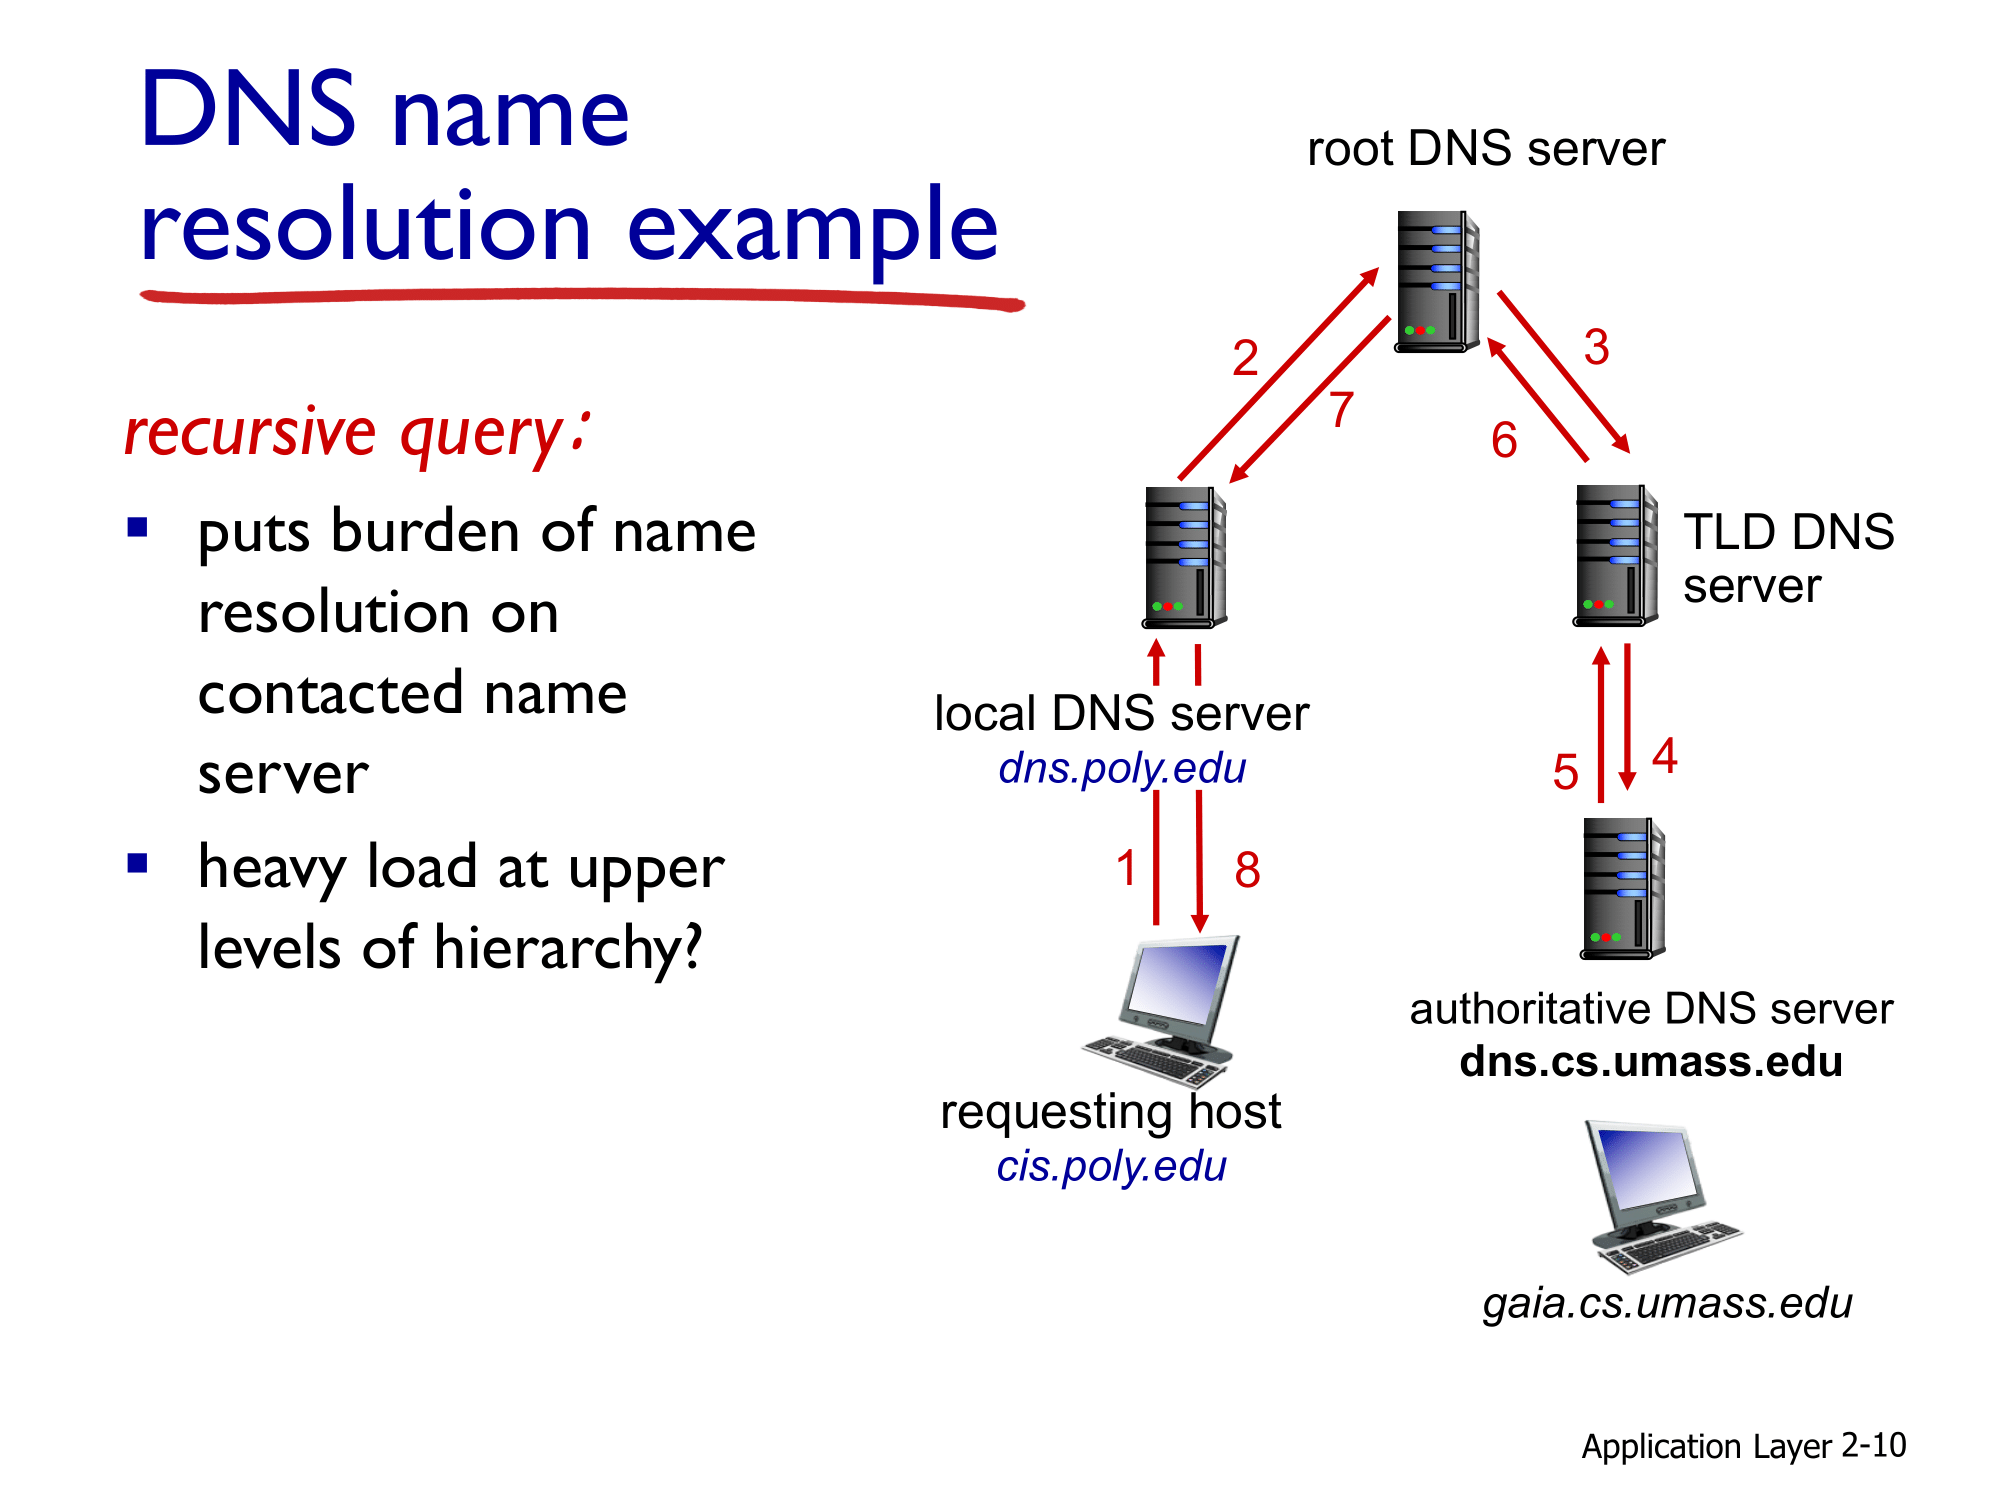 DNS name
resolution example
recursive query:
puts burden of name
resolution on
contacted name
server
heavy load at upper
levels of hierarchy?
root DNS server
2
7
3
6
TLD DNS
server
local DNS server
dns.poly.edu
1
8
5
4
authoritative DNS server
dns.cs.umass.edu
requesting host
cis.poly.edu
gaia.cs.umass.edu
Application Layer 2-10